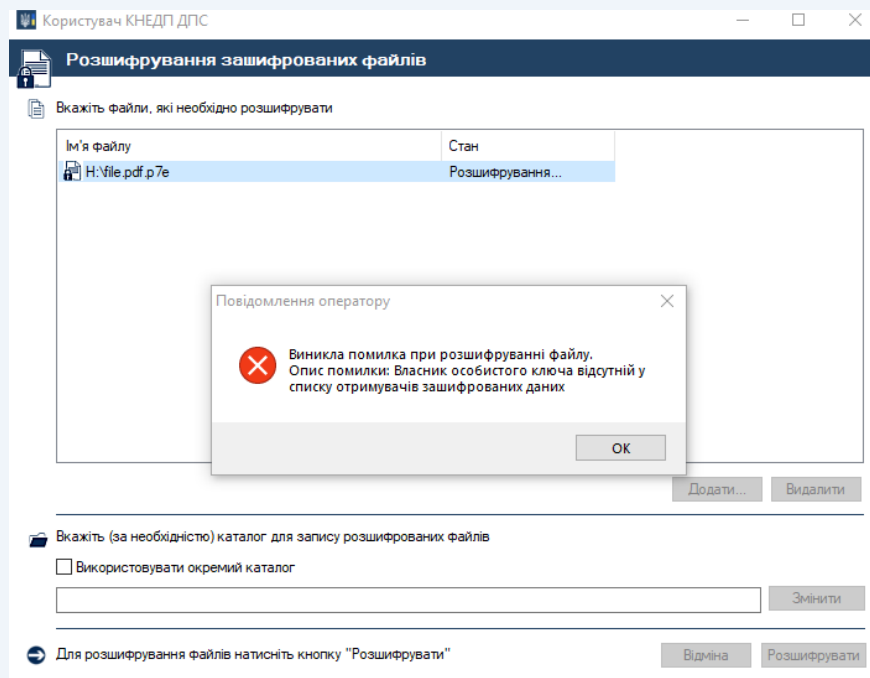 Користувач КНЕДП ДПС
Розшифрування зашифрованих файлів
Вкажіть файли, які необхідно розшифрувати
Ім'я файлу Стан
H:\file.pdf.p7e Розшифрування...
Повідомлення оператору
Виникла помилка при розшифруванні файлу.
Опис помилки: Власник особистого ключа відсутній у
списку отримувачів зашифрованих даних
ОК
Додати... Видалити
Вкажіть (за необхідністю) каталог для запису розшифрованих файлів
Використовувати окремий каталог
Змінити
Для розшифрування файлів натисніть кнопку "Розшифрувати"
Відміна Розшифрувати